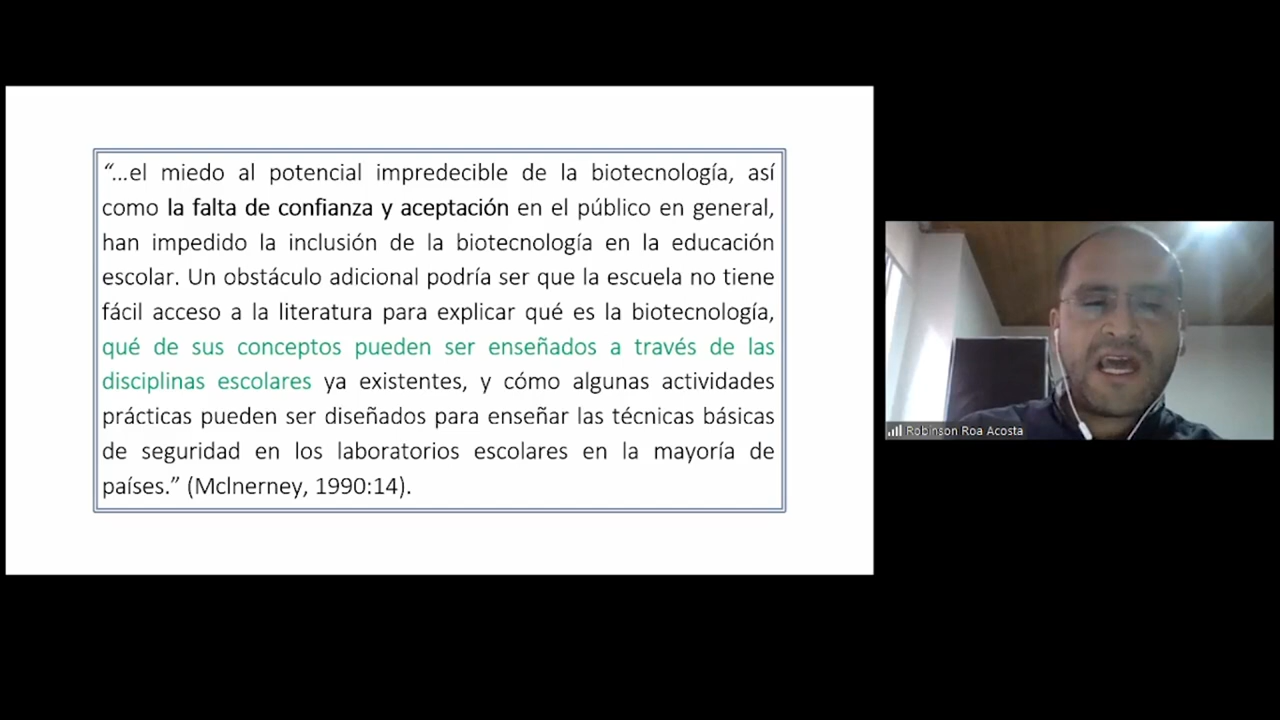 “...el miedo al potencial impredecible de la biotecnología, así
como la falta de confianza y aceptación en el público en general,
han impedido la inclusión de la biotecnología en la educación
escolar. Un obstáculo adicional podría ser que la escuela no tiene
fácil acceso a la literatura para explicar qué es la biotecnología,
qué de sus conceptos pueden ser enseñados a través de las
disciplinas escolares ya existentes, y cómo algunas actividades
prácticas pueden ser diseñados para enseñar las técnicas básicas
de seguridad en los laboratorios escolares en la mayoría de
países.” (McInerney, 1990:14).
Robinson Roa Acosta